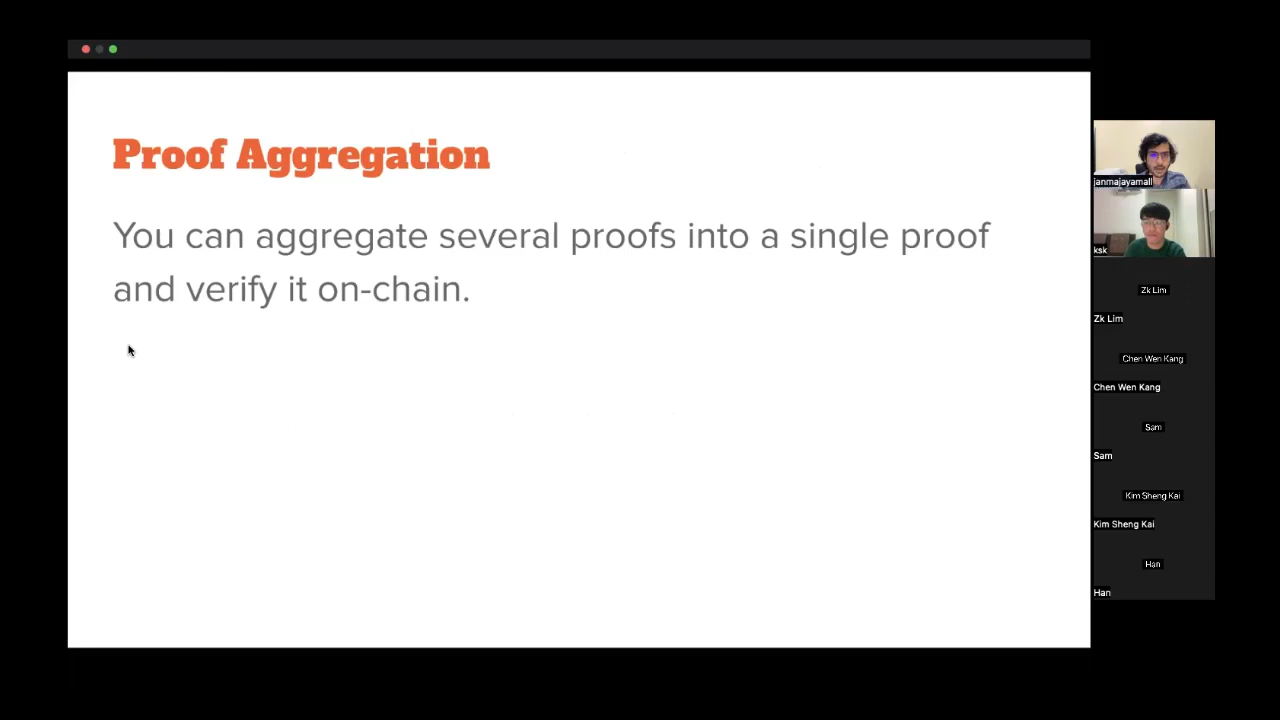 Proof Aggregation
You can aggregate several proofs into a single proof
and verify it on-chain.
janmajayamall
ksk
Zk Lim
Zk Lim
Chen Wen Kang
Chen Wen Kang
Sam
Sam
Kim Sheng Kai
Kim Sheng Kai
Han
Han